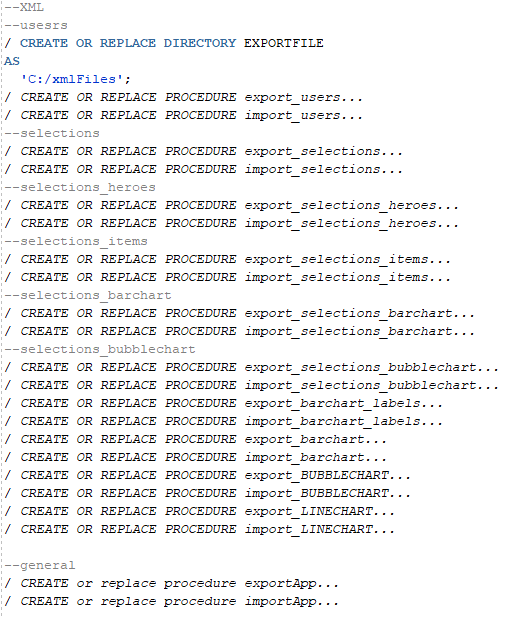 --XML
--usesrs
/ CREATE OR REPLACE DIRECTORY EXPORTFILE
AS
'C:/xmlFiles';
/ CREATE OR REPLACE PROCEDURE export_users...
/ CREATE OR REPLACE PROCEDURE import_users...
--selections
/ CREATE OR REPLACE PROCEDURE export_selections...
/ CREATE OR REPLACE PROCEDURE import_selections...
--selections_heroes
/ CREATE OR REPLACE PROCEDURE export_selections_heroes...
/ CREATE OR REPLACE PROCEDURE import_selections_heroes...
--selections_items
/ CREATE OR REPLACE PROCEDURE export_selections_items...
/ CREATE OR REPLACE PROCEDURE import_selections_items...
--selections_barchart
/ CREATE OR REPLACE PROCEDURE export_selections_barchart...
/ CREATE OR REPLACE PROCEDURE import_selections_barchart...
--selections_bubblechart
/ CREATE OR REPLACE PROCEDURE export_selections_bubblechart...
/ CREATE OR REPLACE PROCEDURE import_selections_bubblechart...
/ CREATE OR REPLACE PROCEDURE export_barchart_labels...
/ CREATE OR REPLACE PROCEDURE import_barchart_labels...
/ CREATE OR REPLACE PROCEDURE export_barchart...
/ CREATE OR REPLACE PROCEDURE import_barchart...
/ CREATE OR REPLACE PROCEDURE export_BUBBLECHART...
/ CREATE OR REPLACE PROCEDURE import_BUBBLECHART...
/ CREATE OR REPLACE PROCEDURE export_LINECHART...
/ CREATE OR REPLACE PROCEDURE import_LINECHART...
--general
/ CREATE or replace procedure exportApp...
/ CREATE or replace procedure importApp...